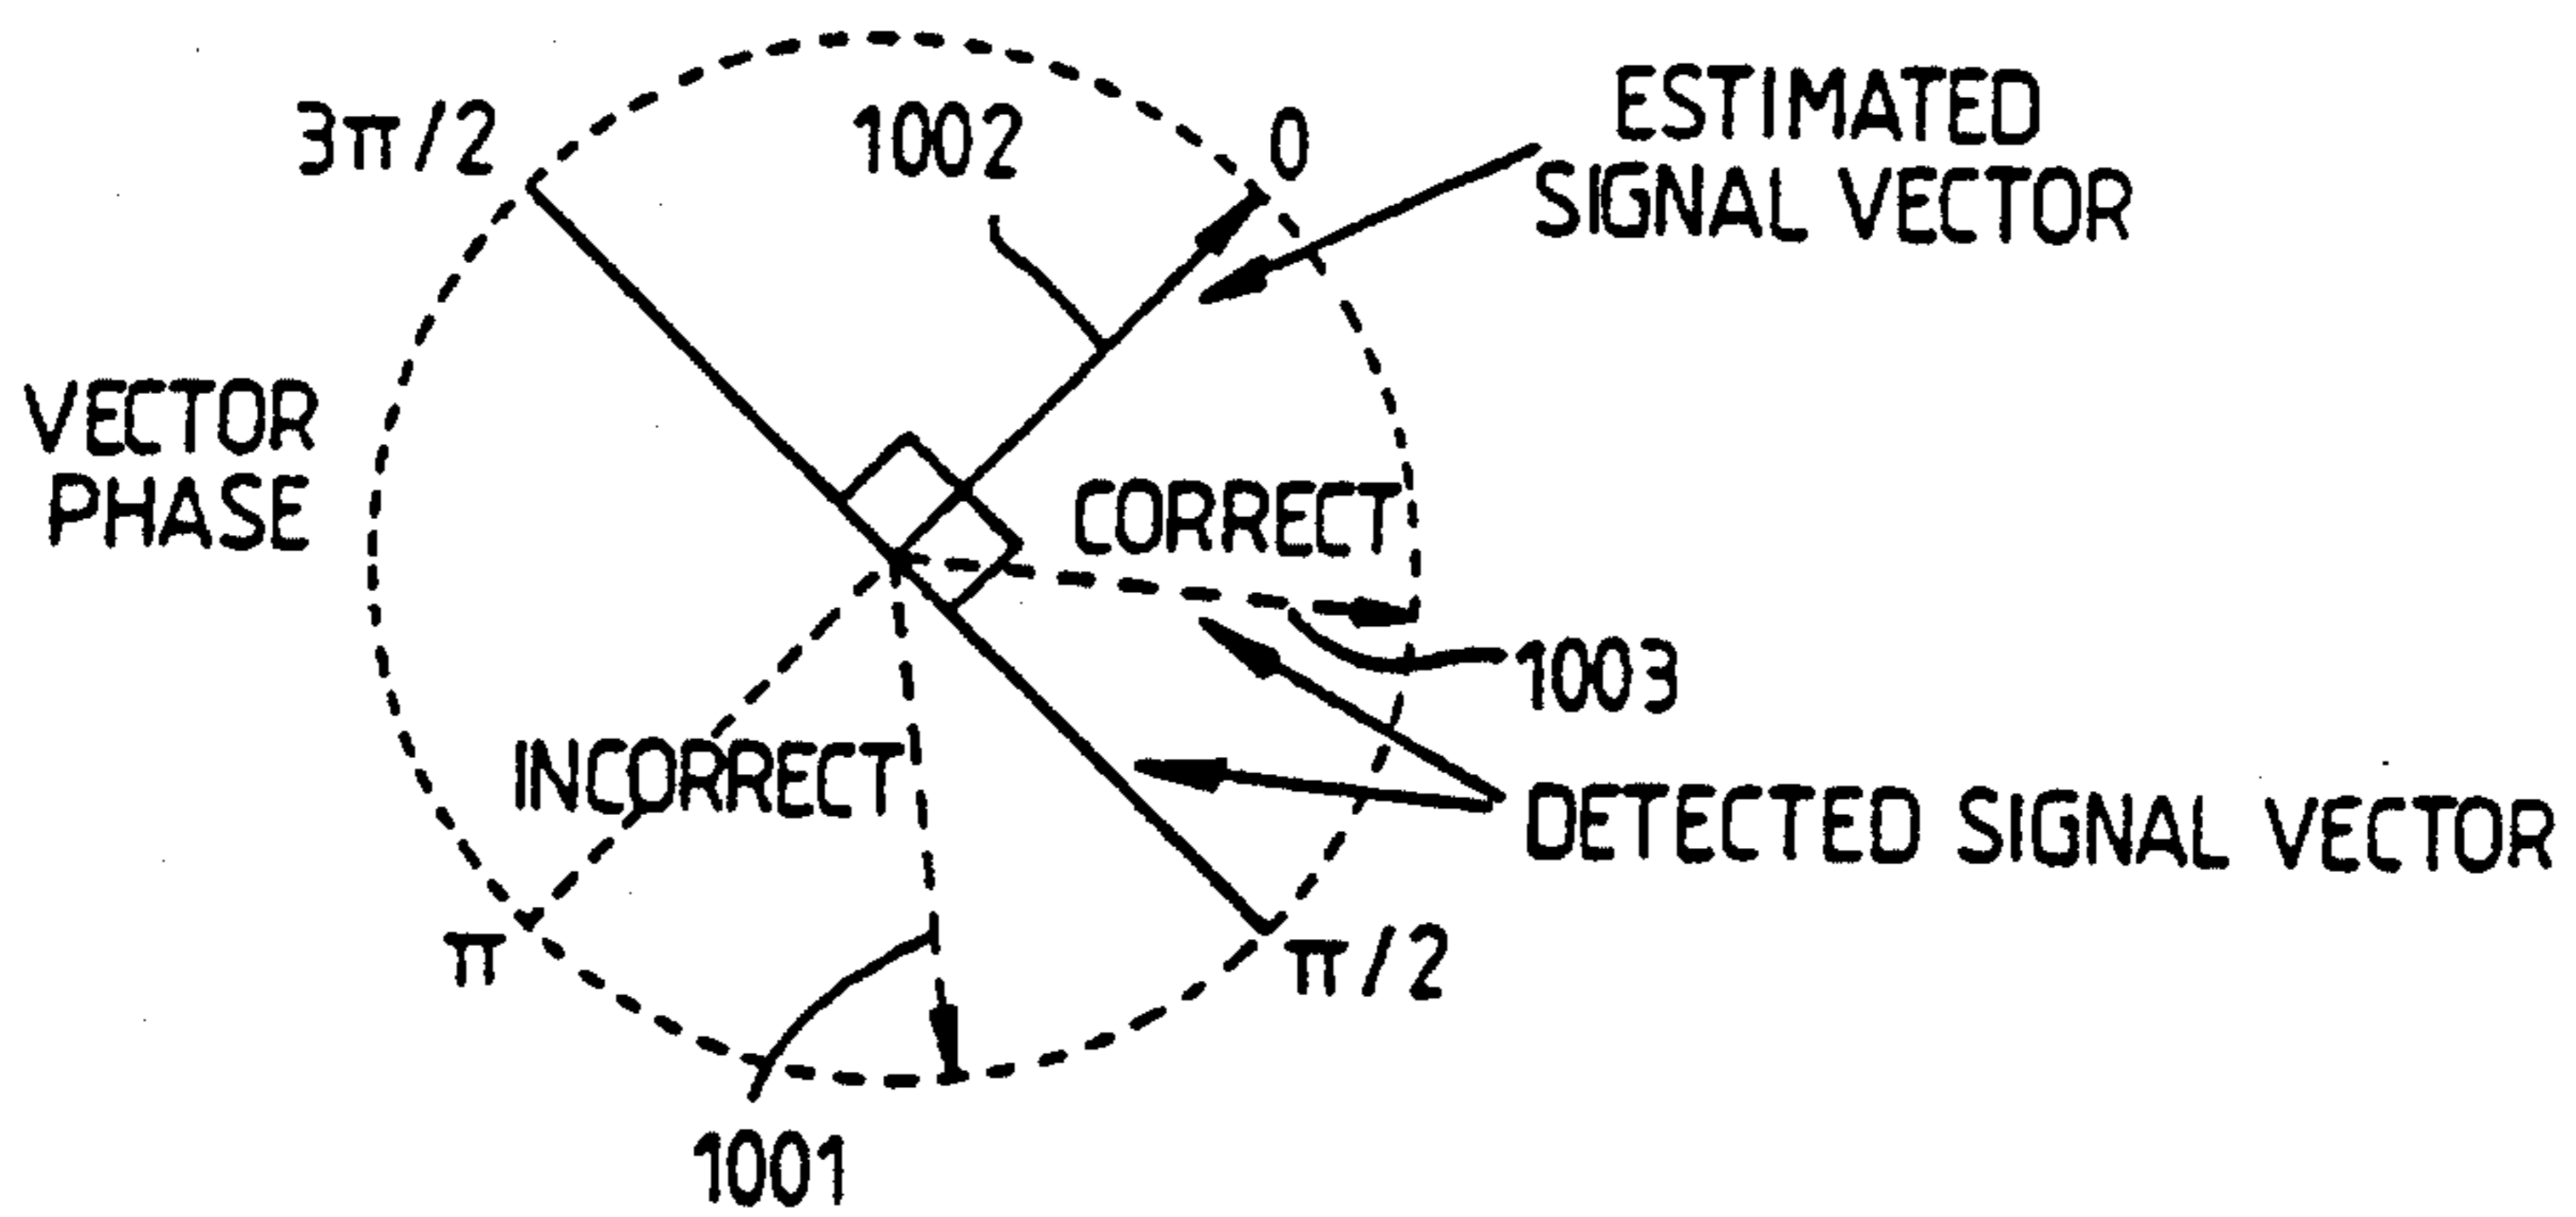 3π/2
1002
0
ESTIMATED
SIGNAL VECTOR
VECTOR
PHASE
CORRECT
1003
INCORRECT
DETECTED SIGNAL VECTOR
π
π/2
1001